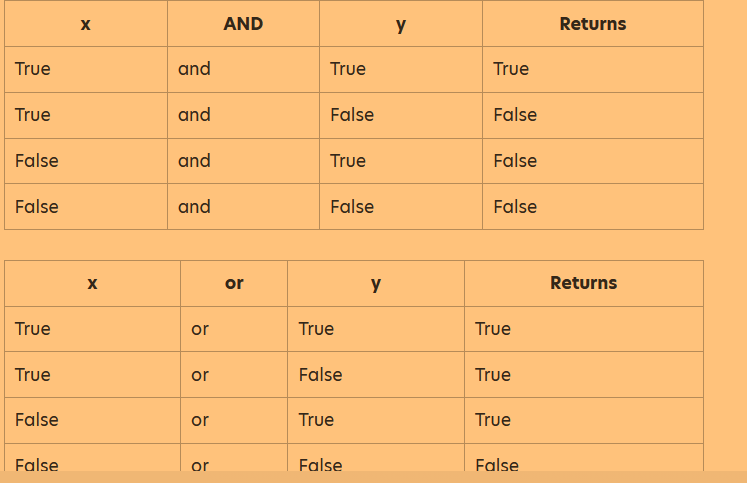 x AND y Returns
True and True True
True and False False
False and True False
False and False False
x or y Returns
True or True True
True or False True
False or True True
False or False False